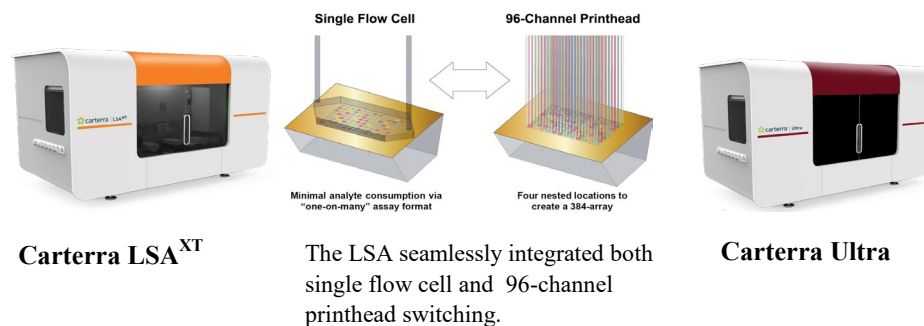 Single Flow Cell
96-Channel Printhead
carterra | LSAXT
carterra | Ultra
Minimal analyte consumption via
"one-on-many" assay format
Four nested locations to
create a 384-array
Carterra LSAXT
The LSA seamlessly integrated both
single flow cell and 96-channel
printhead switching.
Carterra Ultra